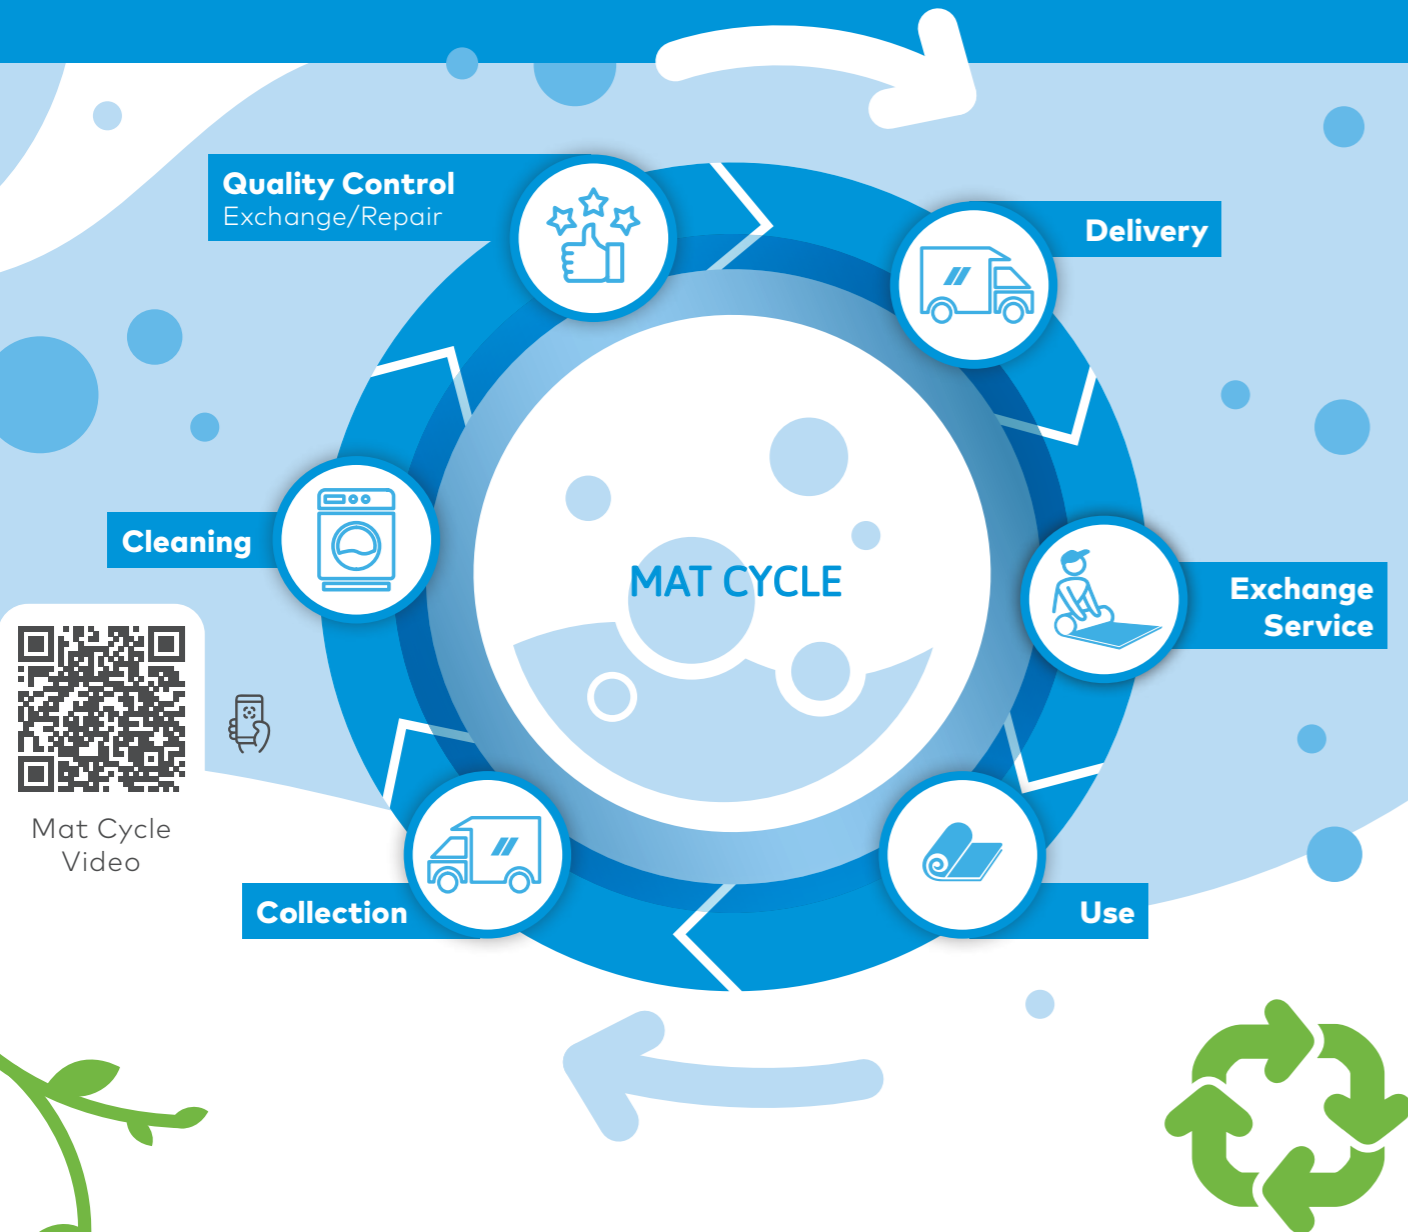 Quality Control
Exchange/Repair
Delivery
Cleaning
MAT CYCLE
Exchange
Service
Mat Cycle
Video
Collection
Use